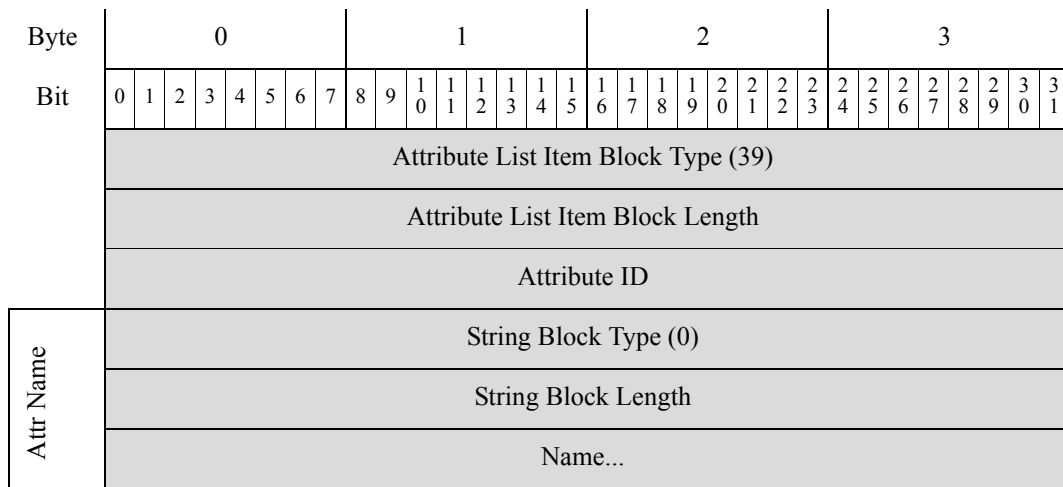 Byte 0 1 2 3
Bit 0 1 2 3 4 5 6 7 8 9 10 11 12 13 14 15 16 17 18 19 20 21 22 23 24 25 26 27 28 29 30 31
Attribute List Item Block Type (39)
Attribute List Item Block Length
Attribute ID
Attr Name
String Block Type (0)
String Block Length
Name...